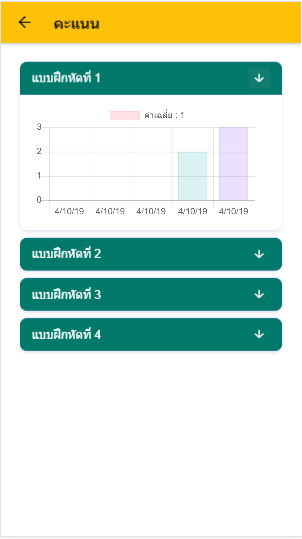 คะแนน
แบบฝึกหัดที่ 1
ค่าเฉลี่ย : 1
3
2
1
0
4/10/19 4/10/19 4/10/19 4/10/19 4/10/19
แบบฝึกหัดที่ 2
แบบฝึกหัดที่ 3
แบบฝึกหัดที่ 4